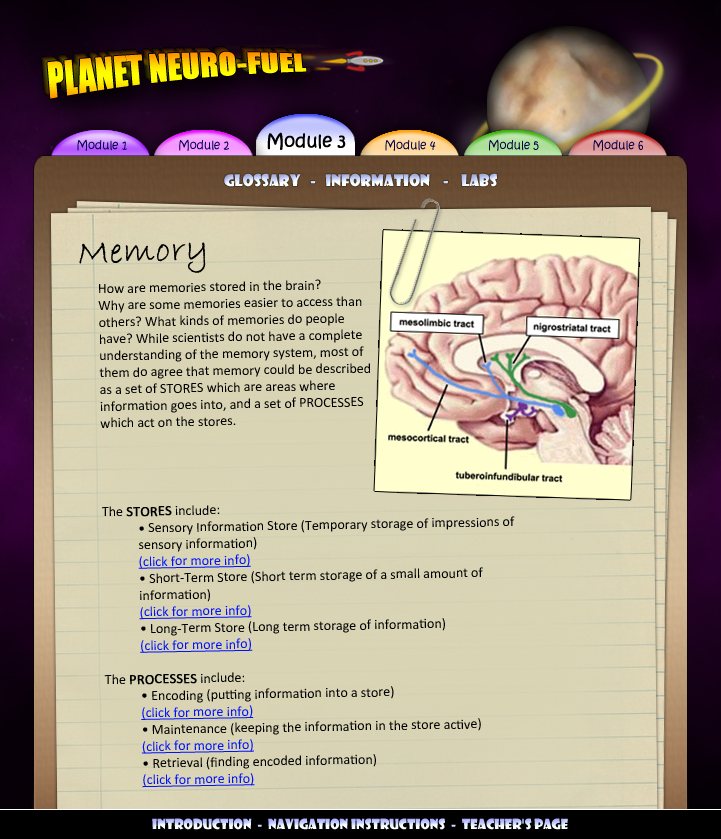 PLANET NEURO-FUEL
Module 1
Module 2
Module 3
Module 4
Module 5
Module 6
GLOSSARY - INFORMATION - LABS
Memory
How are memories stored in the brain?
Why are some memories easier to access than
others? What kinds of memories do people
have? While scientists do not have a complete
understanding of the memory system, most of
them do agree that memory could be described
as a set of STORES which are areas where
information goes into, and a set of PROCESSES
which act on the stores.
mesolimbic tract
nigrostriatal tract
mesocortical tract
tuberoinfundibular tract
The STORES include:
• Sensory Information Store (Temporary storage of impressions of
sensory information)
(click for more info)
• Short-Term Store (Short term storage of a small amount of
information)
(click for more info)
• Long-Term Store (Long term storage of information)
(click for more info)
The PROCESSES include:
• Encoding (putting information into a store)
(click for more info)
• Maintenance (keeping the information in the store active)
(click for more info)
• Retrieval (finding encoded information)
(click for more info)
INTRODUCTION - NAVIGATION INSTRUCTIONS - TEACHER'S PAGE